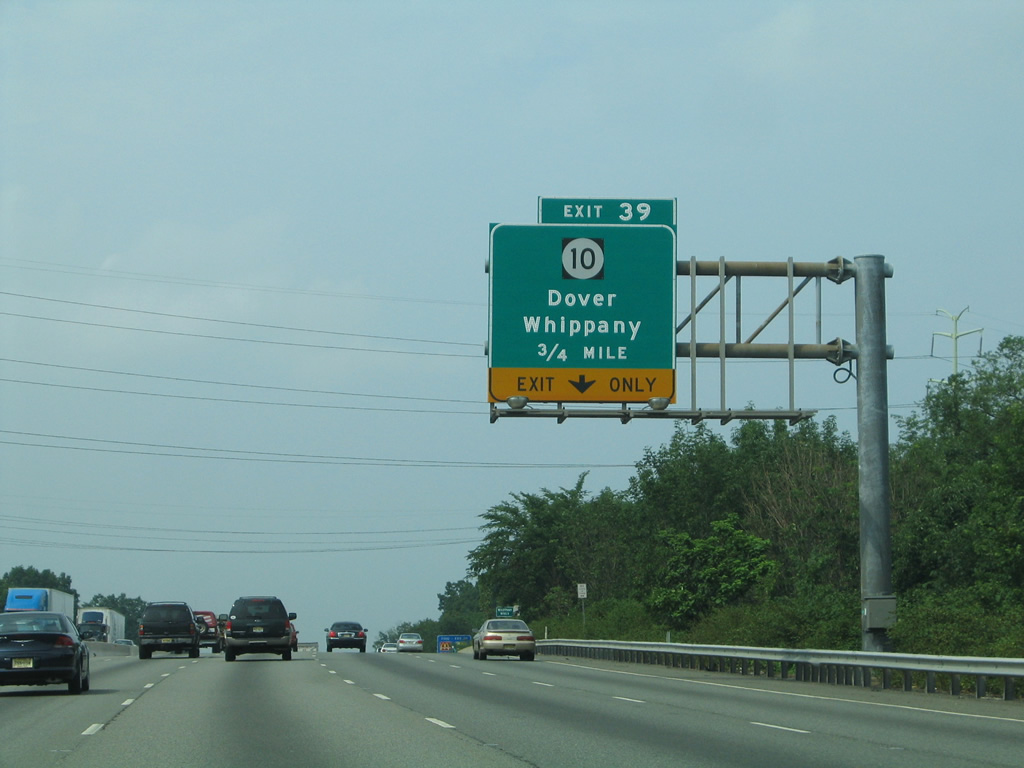 EXIT 39
10
Dover
Whippany
3/4 MILE
EXIT ONLY